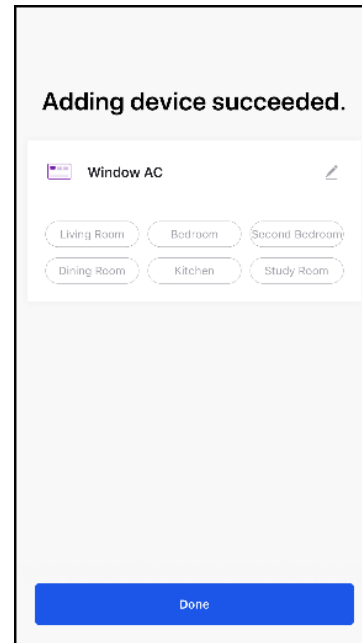 Adding device succeeded.
Window AC
Living Room Bedroom Second Bedroom
Dining Room Kitchen Study Room
Done